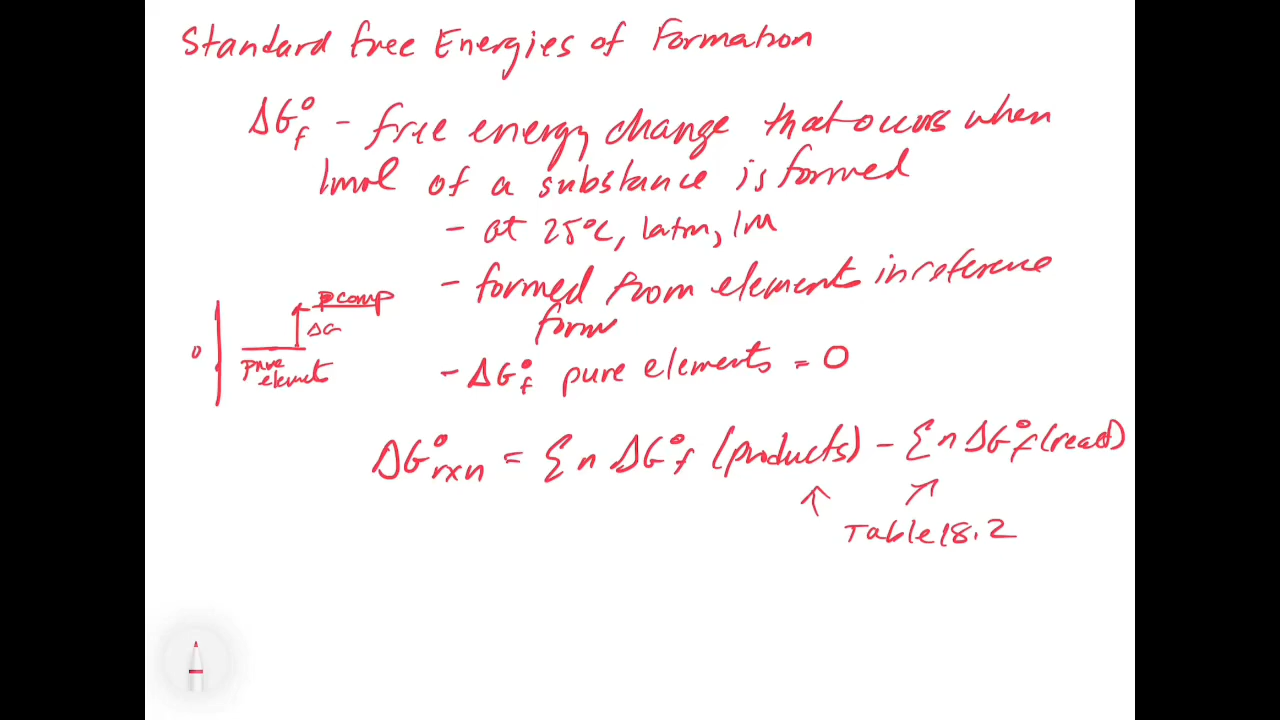 Standard free Energies of Formation
ΔG°f - free energy change that occurs when
1mol of a substance is formed
- at 25°C, 1atm, 1M
- formed from elements in reference
form
comp
ΔG
0
pure
elements
- ΔG°f pure elements = 0
ΔG°rxn = Σ n ΔG°f (products) - Σ n ΔG°f (react)
Table 18.2